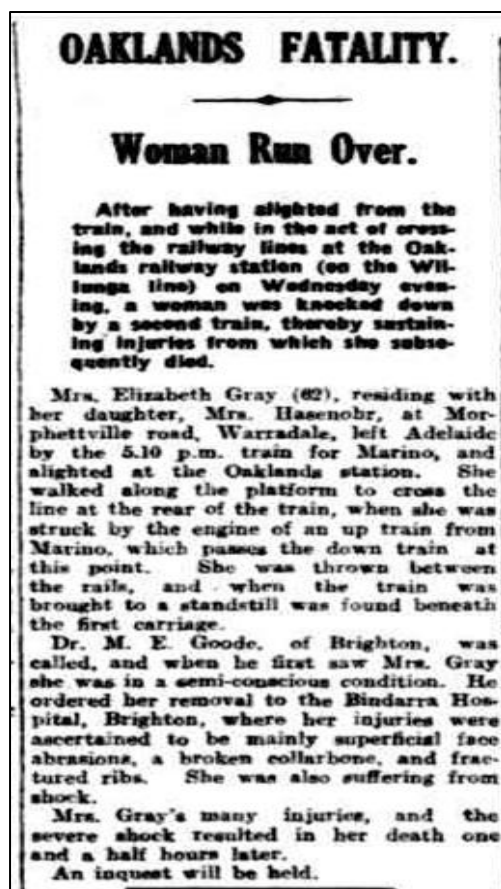 OAKLANDS FATALITY.
Woman Run Over.
After having alighted from the
train, and while in the act of cross-
ing the railway lines at the Oak-
lands railway station (on the Wil-
lunga line) on Wednesday even-
ing, a woman was knocked down
by a second train, thereby sustain-
ing injuries from which she subse-
quently died.
Mrs. Elizabeth Gray (62), residing with
her daughter, Mrs. Hasenohr, at Mor-
phettville road, Warradale, left Adelaide
by the 5.10 p.m. train for Marino, and
alighted at the Oaklands station. She
walked along the platform to cross the
line at the rear of the train, when she was
struck by the engine of an up train from
Marino, which passes the down train at
this point. She was thrown between
the rails, and when the train was
brought to a standstill was found beneath
the first carriage.
Dr. M. E. Goode, of Brighton, was
called, and when he first saw Mrs. Gray
she was in a semi-conscious condition. He
ordered her removal to the Bindarra Hos-
pital, Brighton, where her injuries were
ascertained to be mainly superficial face
abrasions, a broken collarbone, and frac-
tured ribs. She was also suffering from
shock.
Mrs. Gray's many injuries, and the
severe shock resulted in her death one
and a half hours later.
An inquest will be held.